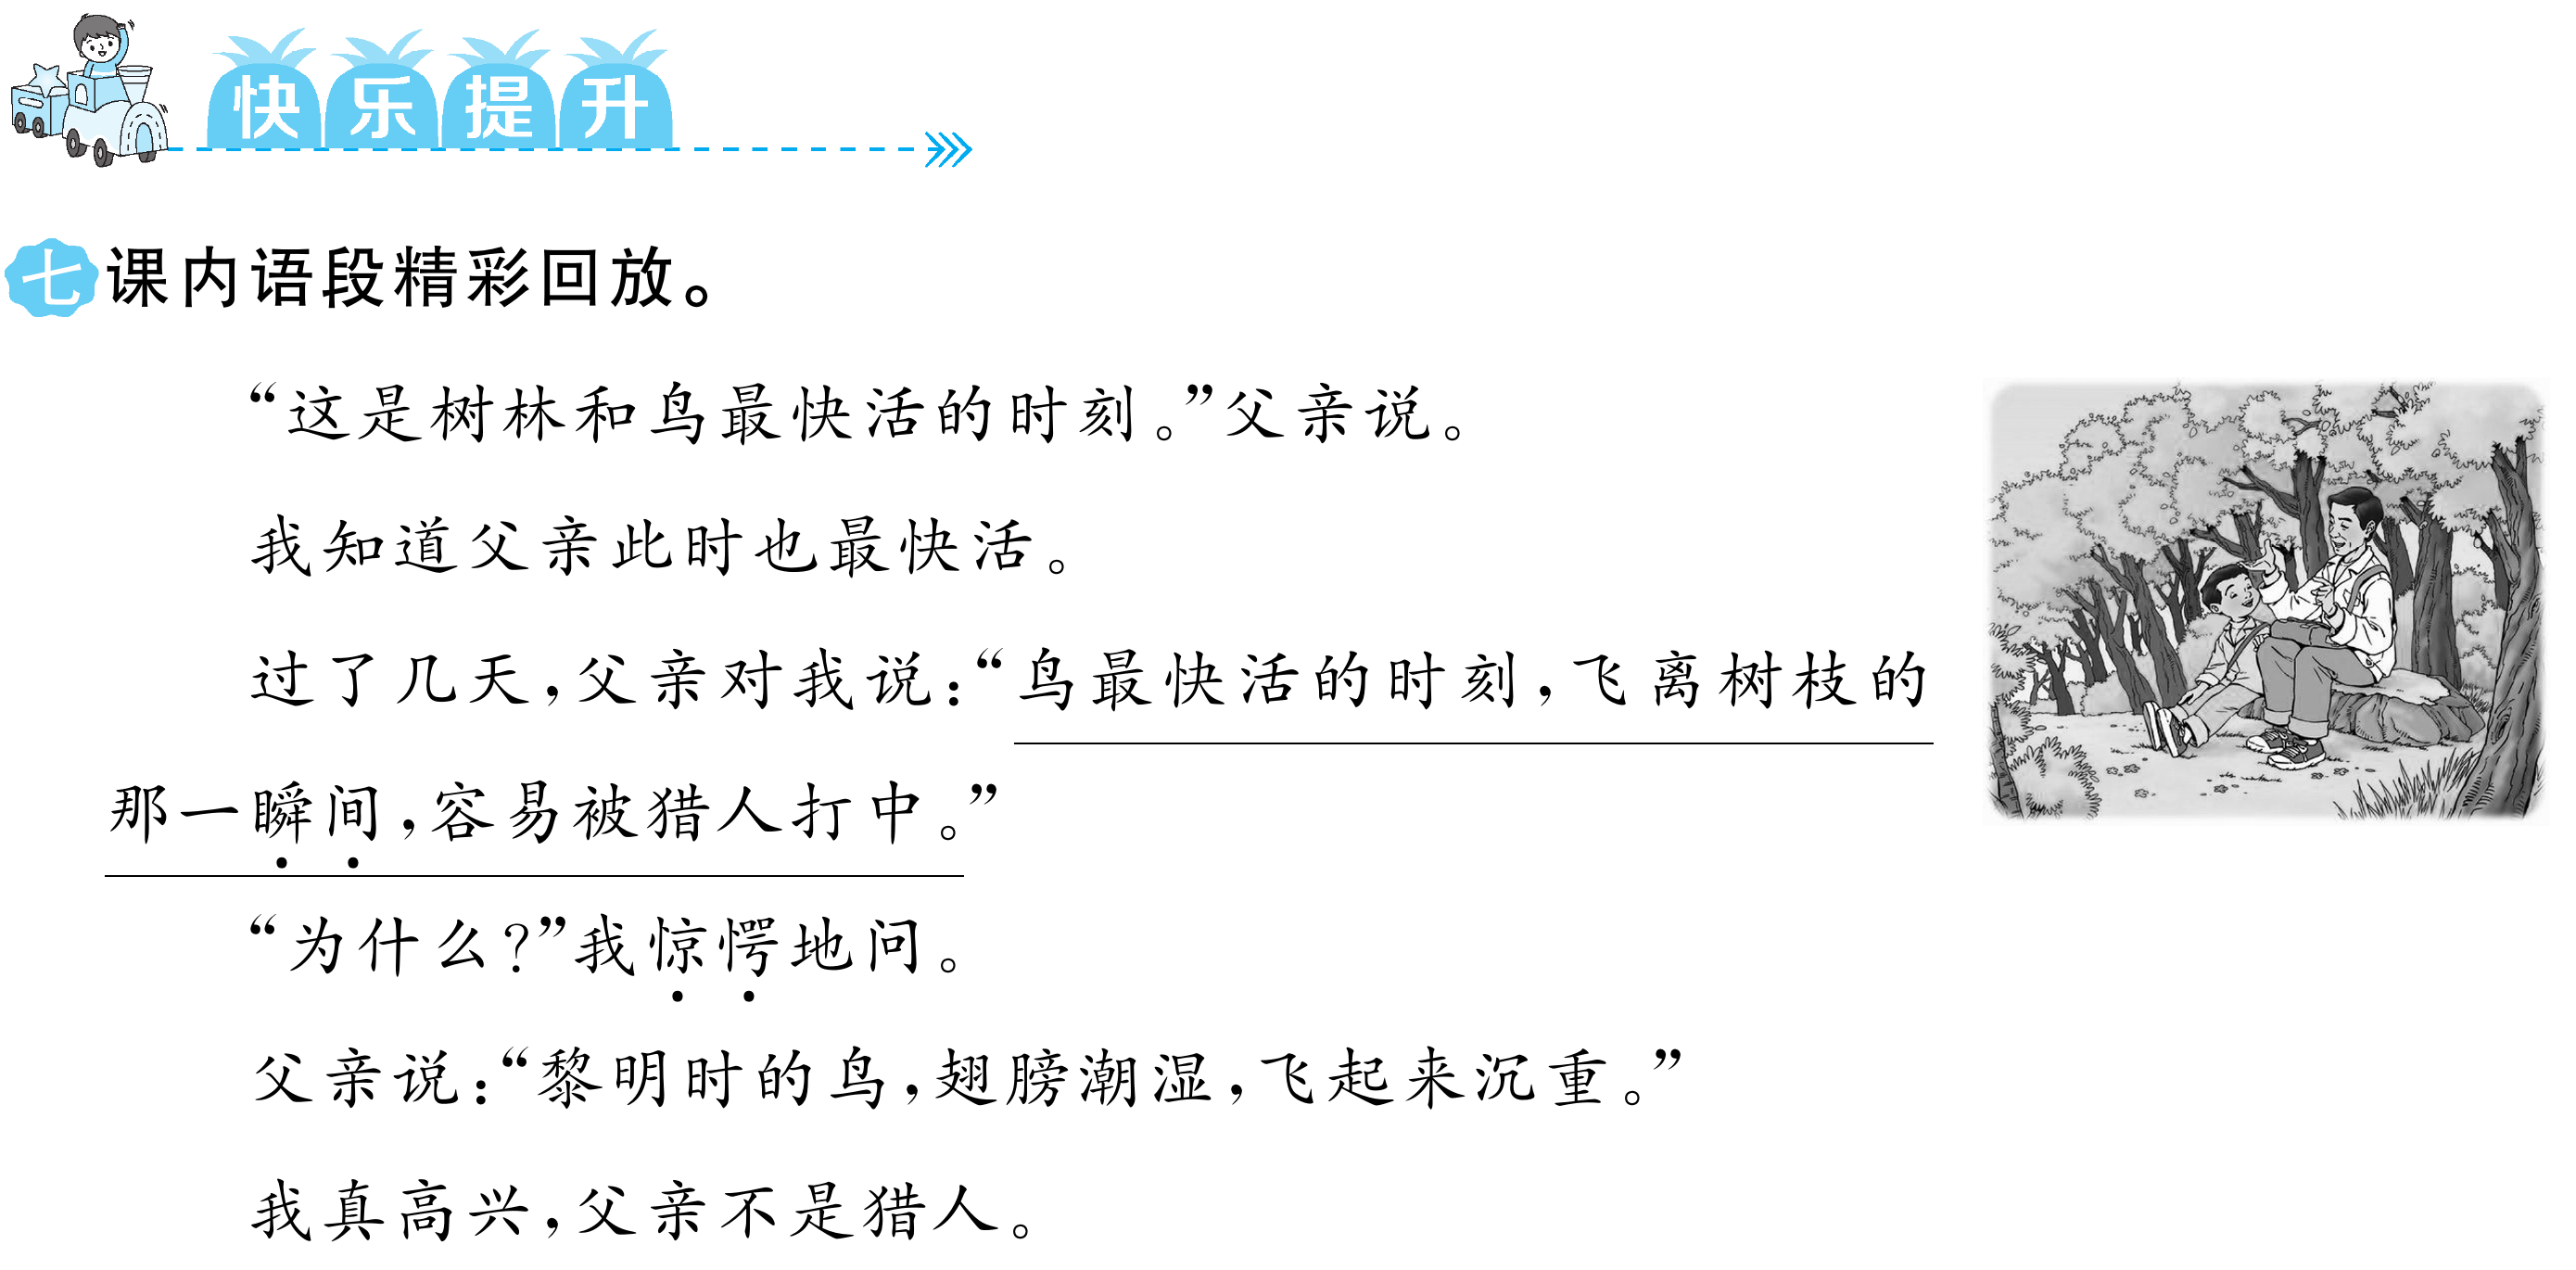 快乐提升
七 课内语段精彩回放。
“这是树林和鸟最快活的时刻。”父亲说。
我知道父亲此时也最快活。
过了几天,父亲对我说:“鸟最快活的时刻,飞离树枝的
那一瞬间,容易被猎人打中。”
“为什么?”我惊愕地问。
父亲说:“黎明时的鸟,翅膀潮湿,飞起来沉重。”
我真高兴,父亲不是猎人。